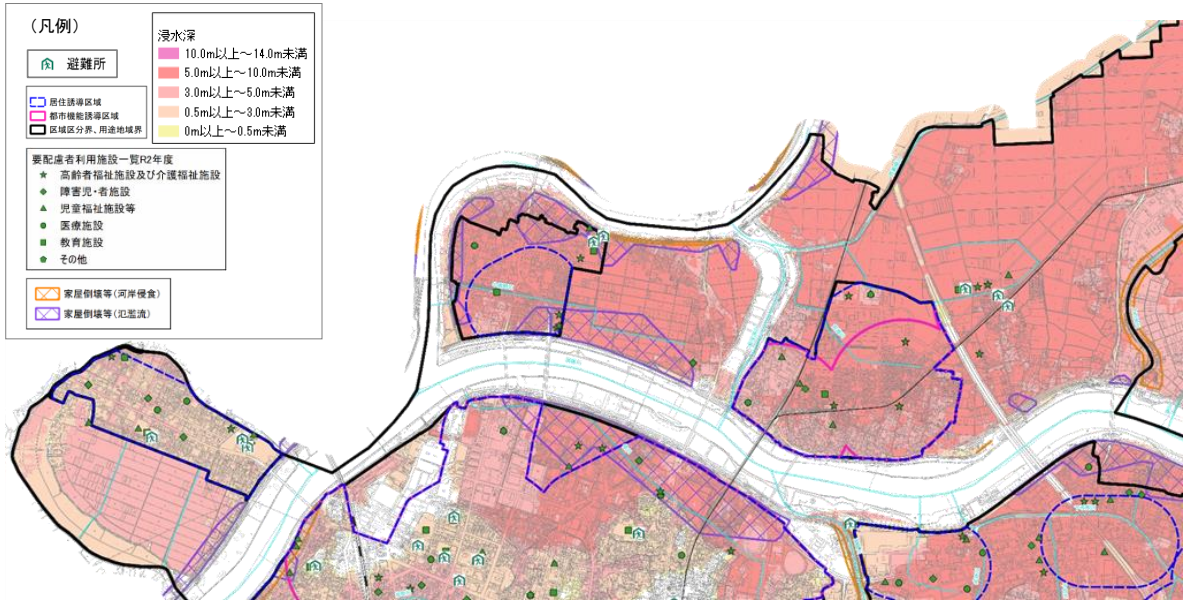 （凡例）
避難所
居住誘導区域
都市機能誘導区域
区域区分界、用途地域界
浸水深
10.0m以上～14.0m未満
5.0m以上～10.0m未満
3.0m以上～5.0m未満
0.5m以上～3.0m未満
0m以上～0.5m未満
要配慮者利用施設一覧R2年度
高齢者福祉施設及び介護福祉施設
障害児・者施設
児童福祉施設等
医療施設
教育施設
その他
家屋倒壊等（河岸侵食）
家屋倒壊等（氾濫流）